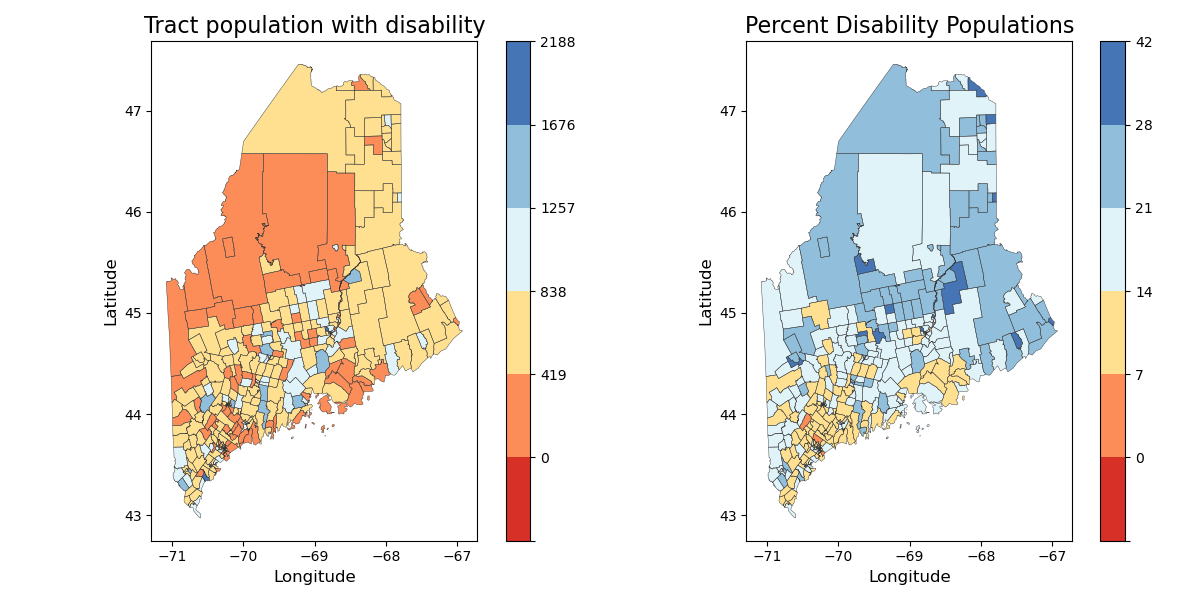 Tract population with disability
Latitude
47
46
45
44
43
−71 −70 −69 −68 −67
Longitude
2188
1676
1257
838
419
0
Percent Disability Populations
Latitude
47
46
45
44
43
−71 −70 −69 −68 −67
Longitude
42
28
21
14
7
0